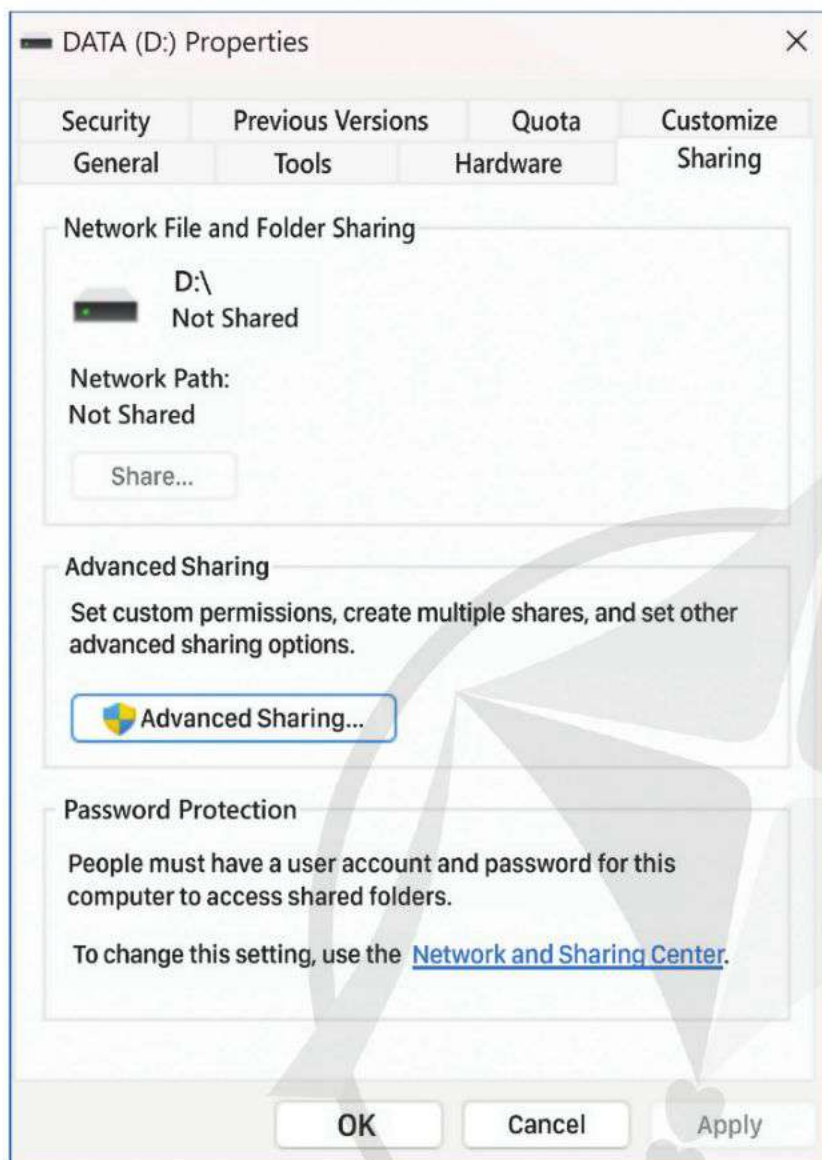 DATA (D:) Properties
Security Previous Versions Quota Customize
General Tools Hardware Sharing
Network File and Folder Sharing
D:\
Not Shared
Network Path:
Not Shared
Share...
Advanced Sharing
Set custom permissions, create multiple shares, and set other
advanced sharing options.
Advanced Sharing...
Password Protection
People must have a user account and password for this
computer to access shared folders.
To change this setting, use the Network and Sharing Center.
OK Cancel Apply